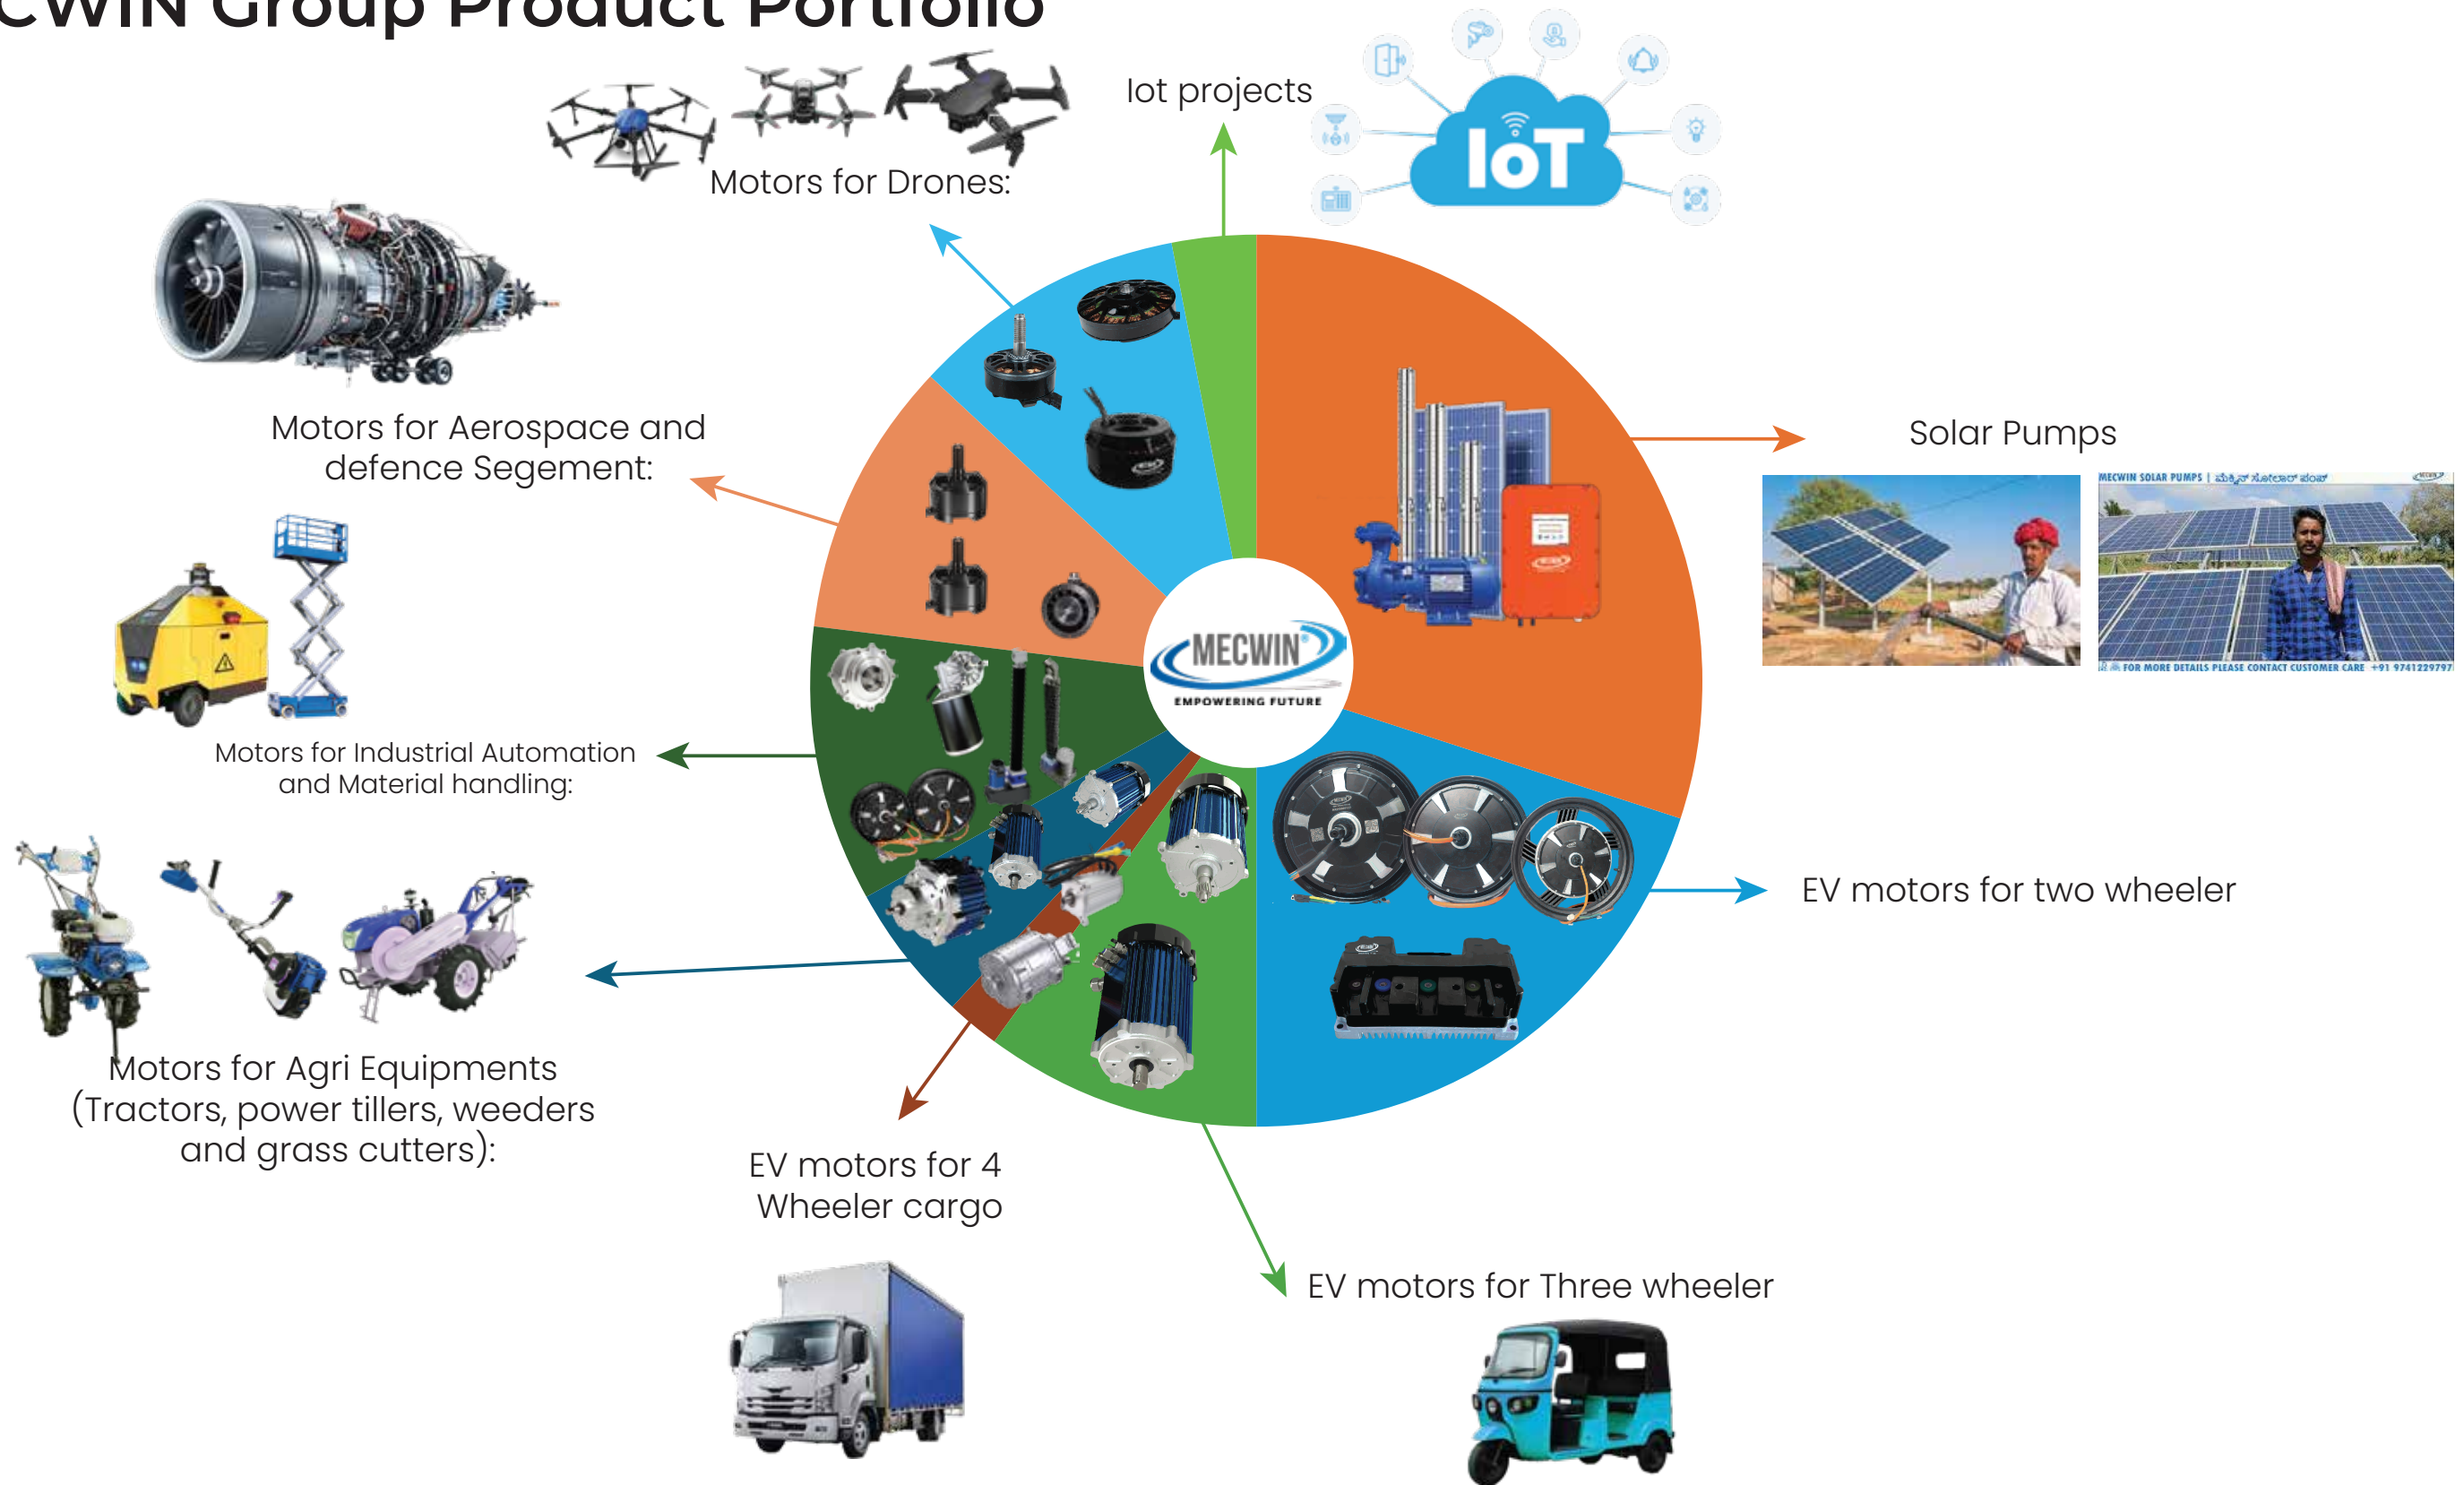 CWIN Group Product Portfolio
Iot projects
IoT
Motors for Drones:
Motors for Aerospace and
defence Segement:
Solar Pumps
MECWIN SOLAR PUMPS | ಮೆಕ್ವಿನ್ ಸೋಲಾರ್ ಪಂಪ್
MECWIN
FOR MORE DETAILS PLEASE CONTACT CUSTOMER CARE +91 9741229797
MECWIN®
EMPOWERING FUTURE
Motors for Industrial Automation
and Material handling:
EV motors for two wheeler
Motors for Agri Equipments
(Tractors, power tillers, weeders
and grass cutters):
EV motors for 4
Wheeler cargo
EV motors for Three wheeler